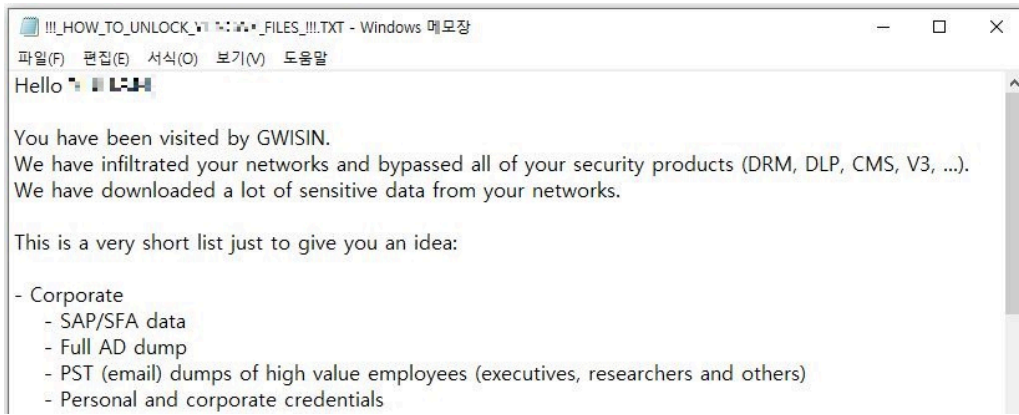 !!!_HOW_TO_UNLOCK_ _FILES_!!!.TXT - Windows 메모장
파일(F) 편집(E) 서식(O) 보기(V) 도움말
Hello
You have been visited by GWISIN.
We have infiltrated your networks and bypassed all of your security products (DRM, DLP, CMS, V3, ...).
We have downloaded a lot of sensitive data from your networks.
This is a very short list just to give you an idea:
- Corporate
- SAP/SFA data
- Full AD dump
- PST (email) dumps of high value employees (executives, researchers and others)
- Personal and corporate credentials